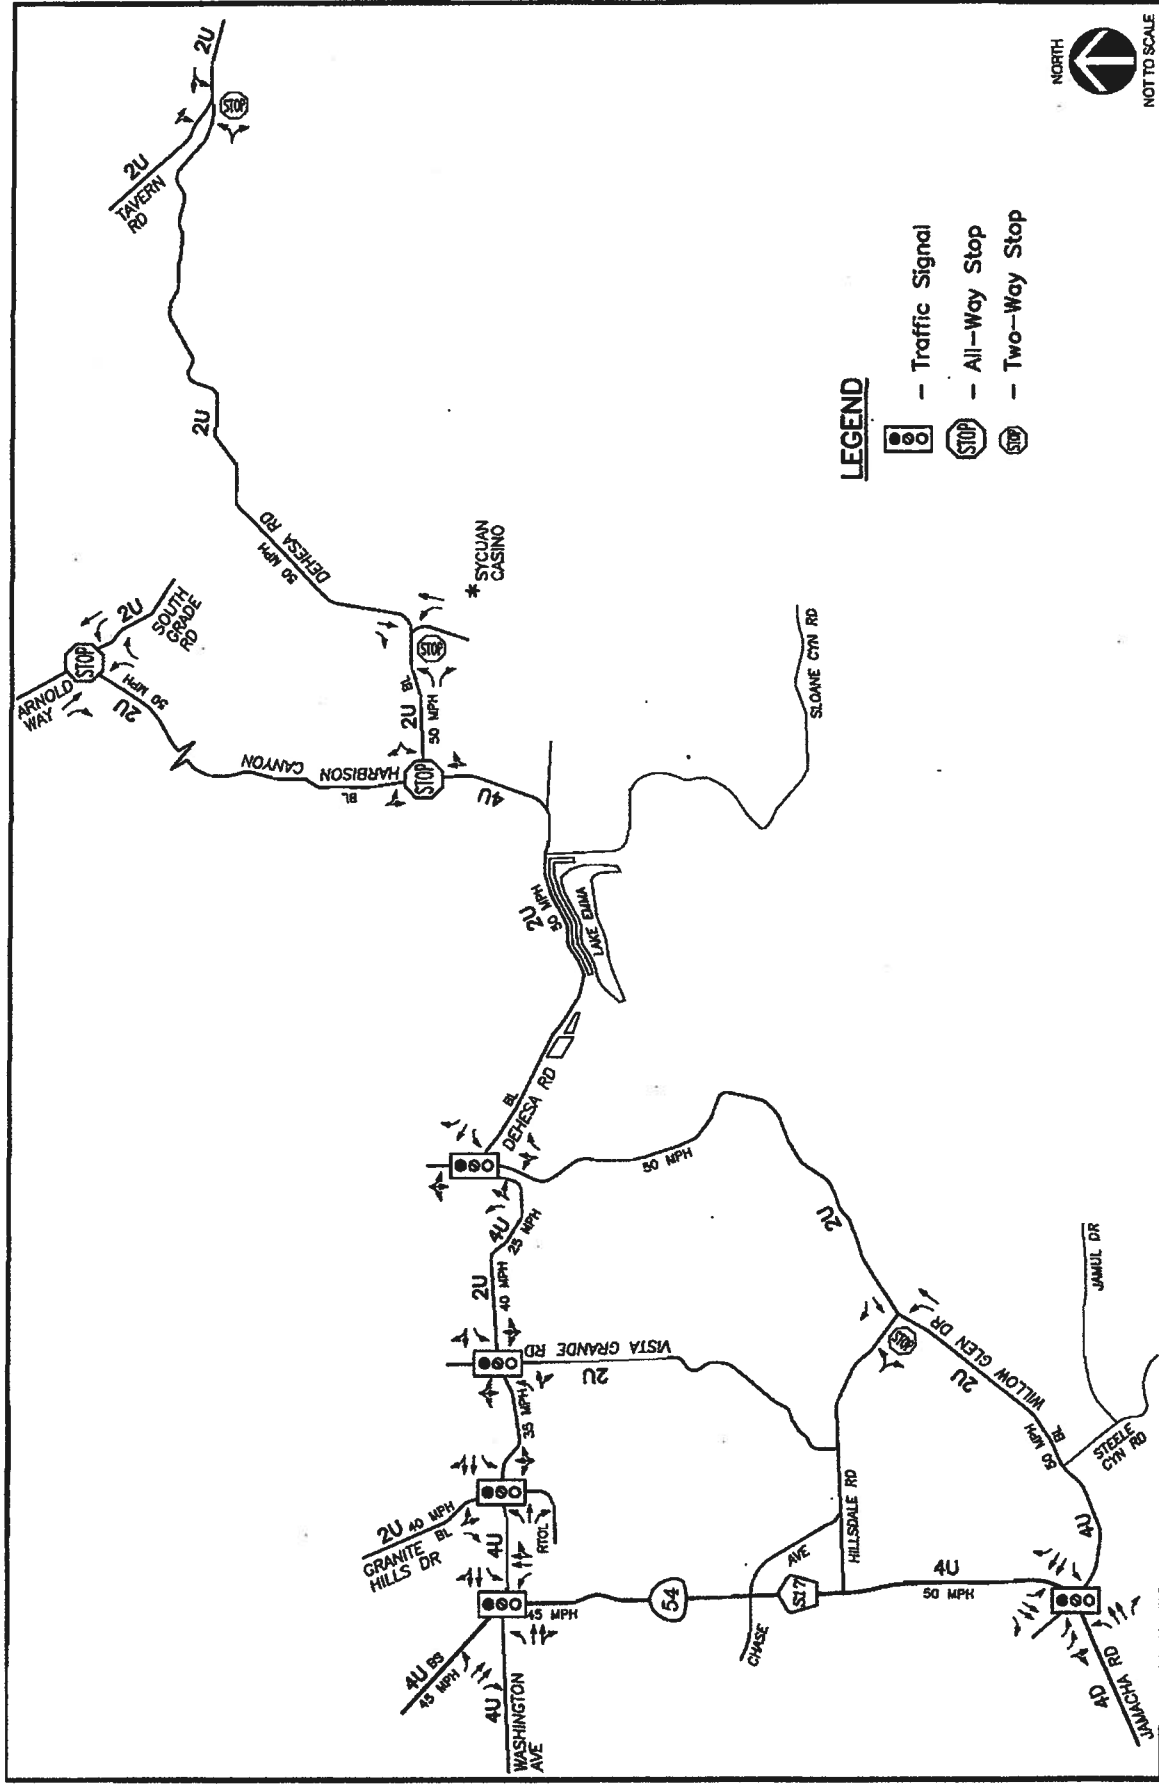 2U
2U
TAVERN
RD
STOP
2U
DEHESA RD
50 MPH
ARNOLD
WAY
STOP
2U
SOUTH
GRADE
RD
50 MPH
2U
HARBISON CANYON
BL
STOP
2U
BL
50 MPH
STOP
* SYCUAN
CASINO
4U
2U
50 MPH
LAKE EMMA
SLOANE CYN RD
BL
DEHESA RD
4U
25 MPH
2U
40 MPH
50 MPH
2U
VISTA GRANDE RD
2U
35 MPH
2U 40 MPH
GRANITE BL
HILLS DR
RTOL
4U
4U BS
45 MPH
4U
WASHINGTON
AVE
45 MPH
54
CHASE AVE
S17
HILLSDALE RD
4U
50 MPH
STOP
WILLOW GLEN DR
2U
50 MPH
BL
STEELE
CYN RD
JAMUL DR
4U
4D
JAMACHA RD
LEGEND
- Traffic Signal
STOP - All-Way Stop
STOP - Two-Way Stop
NORTH
NOT TO SCALE